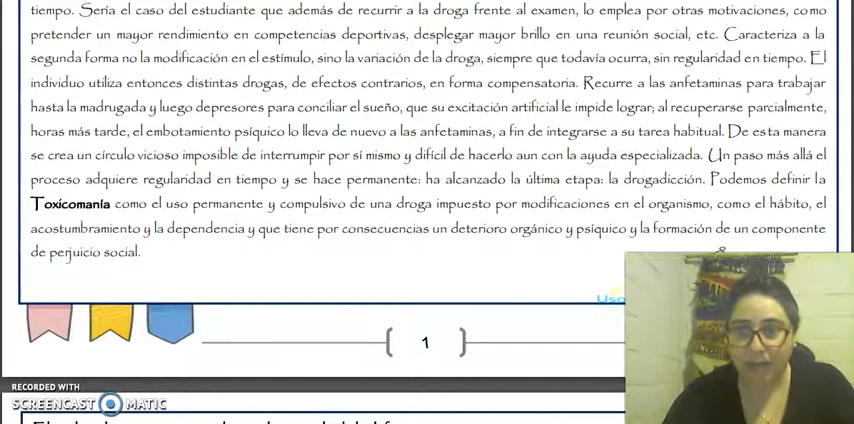 tiempo. Sería el caso del estudiante que además de recurrir a la droga frente al examen, lo emplea por otras motivaciones, como
pretender un mayor rendimiento en competencias deportivas, desplegar mayor brillo en una reunión social, etc. Caracteriza a la
segunda forma no la modificación en el estímulo, sino la variación de la droga, siempre que todavía ocurra, sin regularidad en tiempo. El
individuo utiliza entonces distintas drogas, de efectos contrarios, en forma compensatoria. Recurre a las anfetaminas para trabajar
hasta la madrugada y luego depresores para conciliar el sueño, que su excitación artificial le impide lograr; al recuperarse parcialmente,
horas más tarde, el embotamiento psíquico lo lleva de nuevo a las anfetaminas, a fin de integrarse a su tarea habitual. De esta manera
se crea un círculo vicioso imposible de interrumpir por sí mismo y difícil de hacerlo aun con la ayuda especializada. Un paso más allá el
proceso adquiere regularidad en tiempo y se hace permanente: ha alcanzado la última etapa: la drogadicción. Podemos definir la
Toxicomanía como el uso permanente y compulsivo de una droga impuesto por modificaciones en el organismo, como el hábito, el
acostumbramiento y la dependencia y que tiene por consecuencias un deterioro orgánico y psíquico y la formación de un componente
de perjuicio social.
1
RECORDED WITH
SCREENCAST MATIC